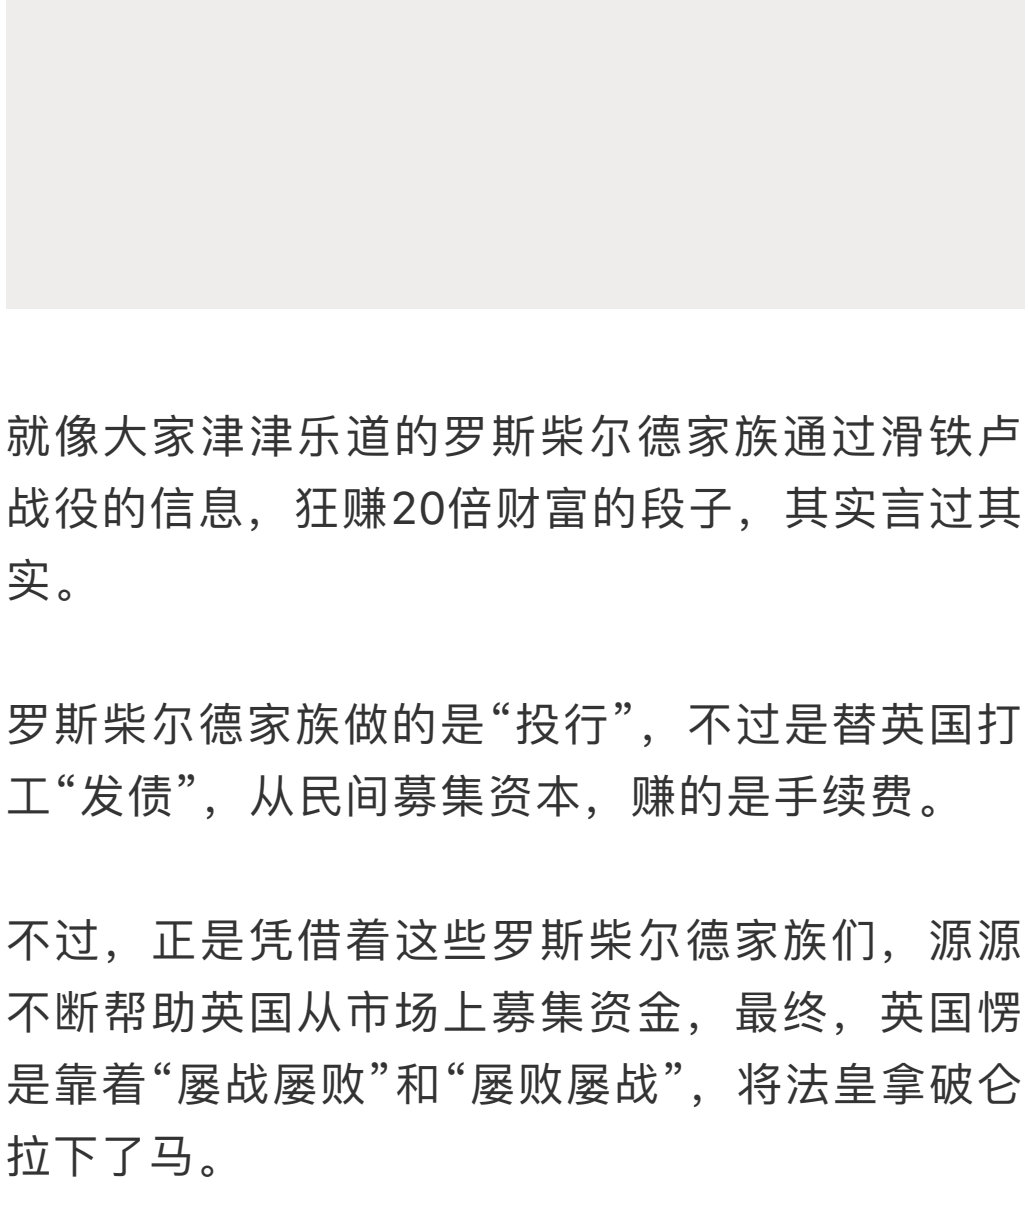 就像大家津津乐道的罗斯柴尔德家族通过滑铁卢
战役的信息，狂赚20倍财富的段子，其实言过其
实。
罗斯柴尔德家族做的是“投行”，不过是替英国打
工“发债”，从民间募集资本，赚的是手续费。
不过，正是凭借着这些罗斯柴尔德家族们，源源
不断帮助英国从市场上募集资金，最终，英国愣
是靠着“屡战屡败”和“屡败屡战”，将法皇拿破仑
拉下了马。